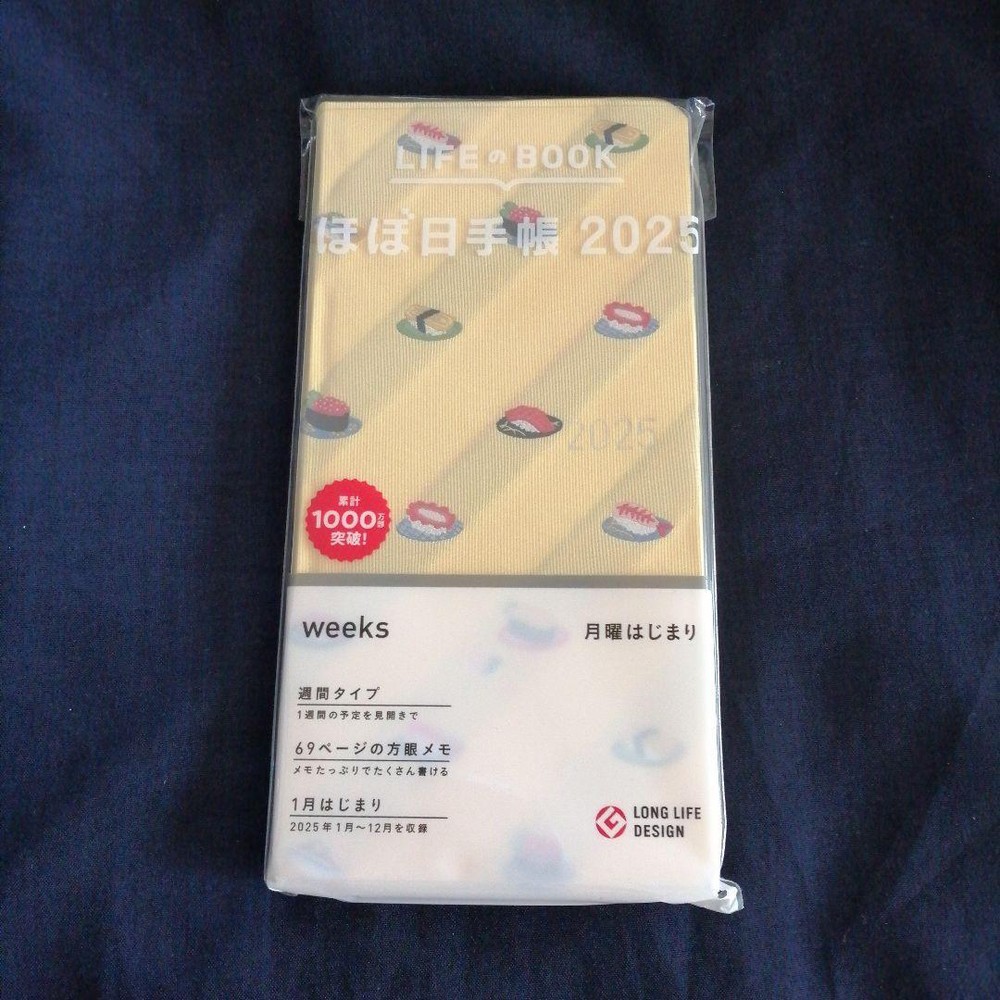 LIFEのBOOK
ほぼ日手帳 2025
2025
累計
1000万部
突破!
weeks
月曜はじまり
週間タイプ
1週間の予定を見開きで
69ページの方眼メモ
メモたっぷりでたくさん書ける
1月はじまり
2025年1月〜12月を収録
LONG LIFE
DESIGN